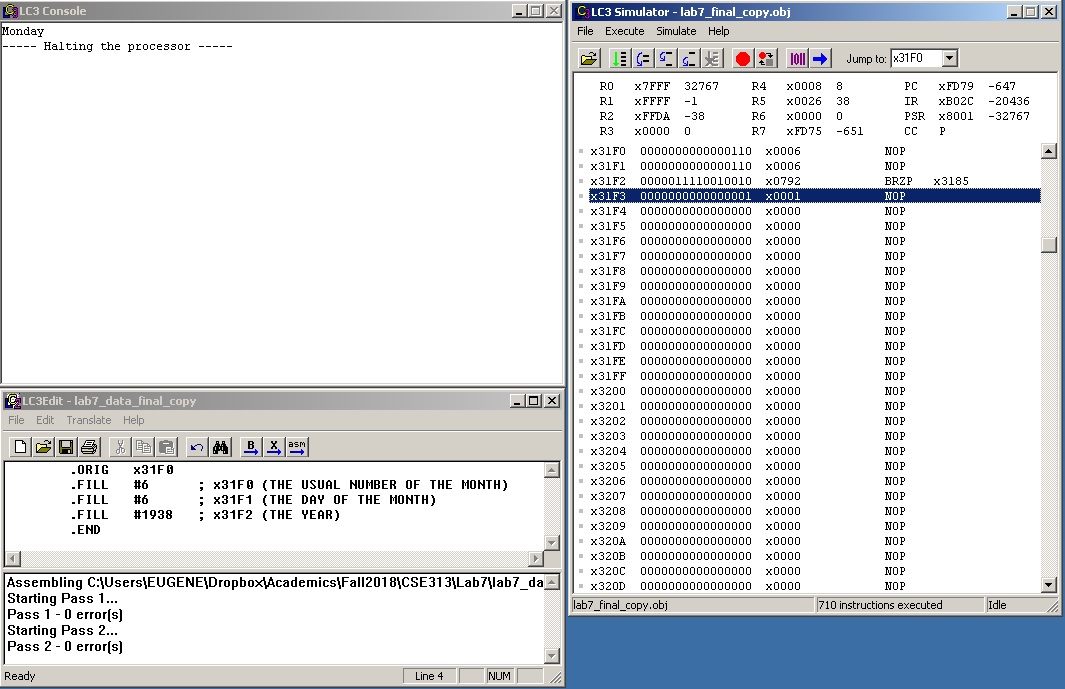 LC3 Console
Monday
----- Halting the processor -----
LC3Edit - lab7_data_final_copy
File Edit Translate Help
B X asm
.ORIG x31F0
.FILL #6 ; x31F0 (THE USUAL NUMBER OF THE MONTH)
.FILL #6 ; x31F1 (THE DAY OF THE MONTH)
.FILL #1938 ; x31F2 (THE YEAR)
.END
Assembling C:\Users\EUGENE\Dropbox\Academics\Fall2018\CSE313\Lab7\lab7_da
Starting Pass 1...
Pass 1 - 0 error(s)
Starting Pass 2...
Pass 2 - 0 error(s)
Ready Line 4 NUM
LC3 Simulator - lab7_final_copy.obj
File Execute Simulate Help
Jump to: x31F0
R0 x7FFF 32767 R4 x0008 8 PC xFD79 -647
R1 xFFFF -1 R5 x0026 38 IR xB02C -20436
R2 xFFDA -38 R6 x0000 0 PSR x8001 -32767
R3 x0000 0 R7 xFD75 -651 CC P
x31F0 0000000000000110 x0006 NOP
x31F1 0000000000000110 x0006 NOP
x31F2 0000011110010010 x0792 BRZP x3185
x31F3 0000000000000001 x0001 NOP
x31F4 0000000000000000 x0000 NOP
x31F5 0000000000000000 x0000 NOP
x31F6 0000000000000000 x0000 NOP
x31F7 0000000000000000 x0000 NOP
x31F8 0000000000000000 x0000 NOP
x31F9 0000000000000000 x0000 NOP
x31FA 0000000000000000 x0000 NOP
x31FB 0000000000000000 x0000 NOP
x31FC 0000000000000000 x0000 NOP
x31FD 0000000000000000 x0000 NOP
x31FE 0000000000000000 x0000 NOP
x31FF 0000000000000000 x0000 NOP
x3200 0000000000000000 x0000 NOP
x3201 0000000000000000 x0000 NOP
x3202 0000000000000000 x0000 NOP
x3203 0000000000000000 x0000 NOP
x3204 0000000000000000 x0000 NOP
x3205 0000000000000000 x0000 NOP
x3206 0000000000000000 x0000 NOP
x3207 0000000000000000 x0000 NOP
x3208 0000000000000000 x0000 NOP
x3209 0000000000000000 x0000 NOP
x320A 0000000000000000 x0000 NOP
x320B 0000000000000000 x0000 NOP
x320C 0000000000000000 x0000 NOP
x320D 0000000000000000 x0000 NOP
lab7_final_copy.obj 710 instructions executed Idle